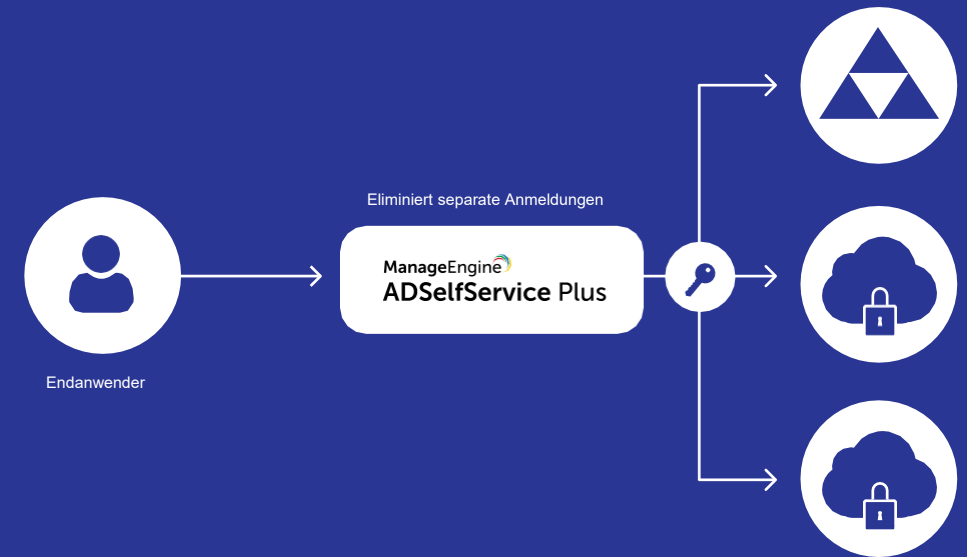 Eliminiert separate Anmeldungen
ManageEngine
ADSelfService Plus
Endanwender